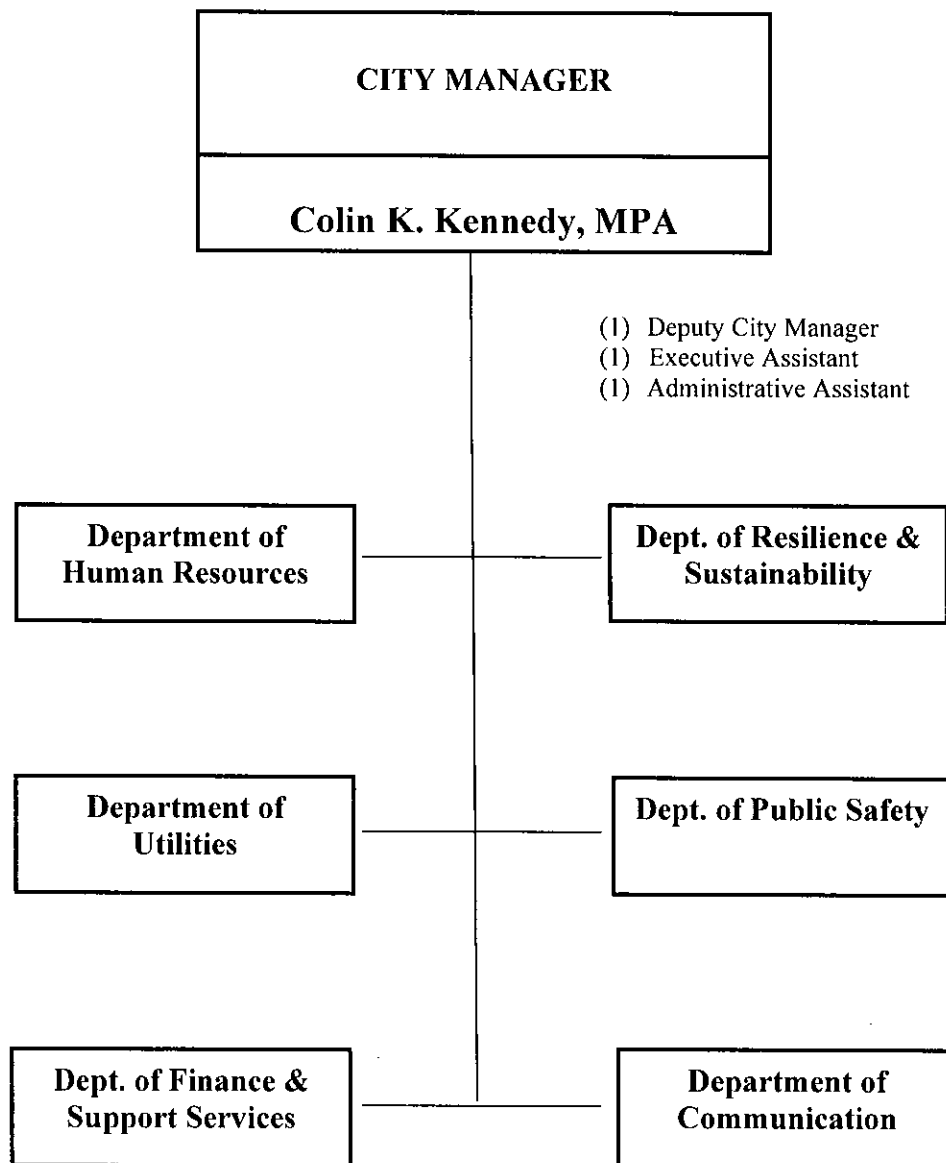 CITY MANAGER
Colin K. Kennedy, MPA
(1) Deputy City Manager
(1) Executive Assistant
(1) Administrative Assistant
Department of
Human Resources
Dept. of Resilience &
Sustainability
Department of
Utilities
Dept. of Public Safety
Dept. of Finance &
Support Services
Department of
Communication